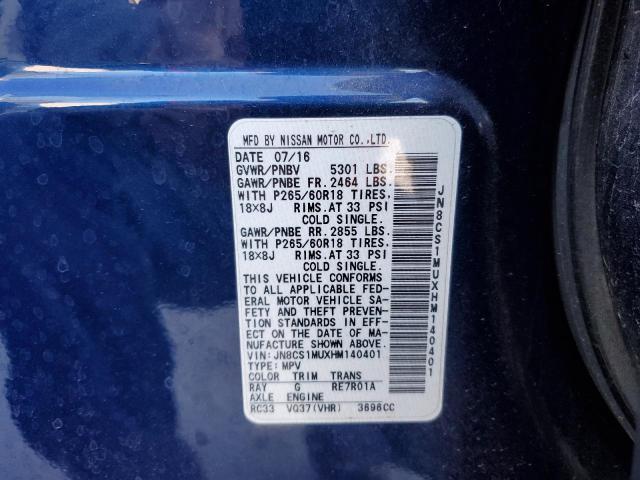 MFD BY NISSAN MOTOR CO.,LTD.
DATE 07/16
GVWR/PNBV 5301 LBS.
GAWR/PNBE FR. 2464 LBS.
WITH P265/60R18 TIRES,
18X8J RIMS.AT 33 PSI
COLD SINGLE.
GAWR/PNBE RR. 2855 LBS.
WITH P265/60R18 TIRES,
18X8J RIMS.AT 33 PSI
COLD SINGLE.
THIS VEHICLE CONFORMS
TO ALL APPLICABLE FED-
ERAL MOTOR VEHICLE SA-
FETY AND THEFT PREVEN-
TION STANDARDS IN EFF-
ECT ON THE DATE OF MA-
NUFACTURE SHOWN ABOVE.
VIN: JN8CS1MUXHM140401
TYPE: MPV
COLOR TRIM TRANS
RAY G RE7R01A
AXLE ENGINE
RC33 VQ37(VHR) 3696CC
JN8CS1MUXHM140401